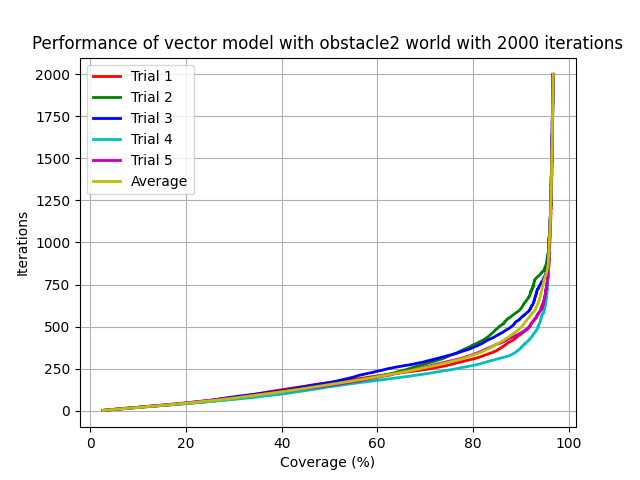 Performance of vector model with obstacle2 world with 2000 iterations
Trial 1
Trial 2
Trial 3
Trial 4
Trial 5
Average
Iterations
2000
1750
1500
1250
1000
750
500
250
0
0 20 40 60 80 100
Coverage (%)